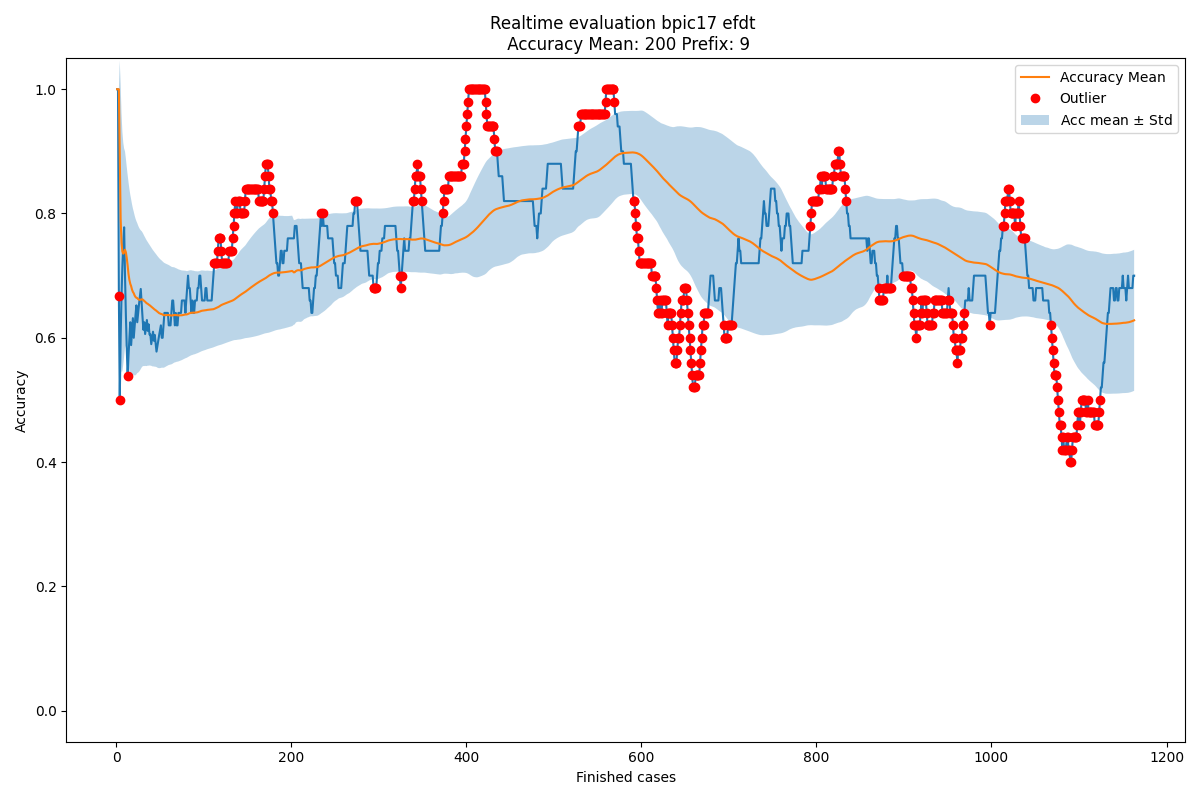 Realtime evaluation bpic17 efdt
Accuracy Mean: 200 Prefix: 9
Accuracy Mean
Outlier
Acc mean ± Std
1.0
0.8
0.6
0.4
0.2
0.0
Accuracy
0 200 400 600 800 1000 1200
Finished cases